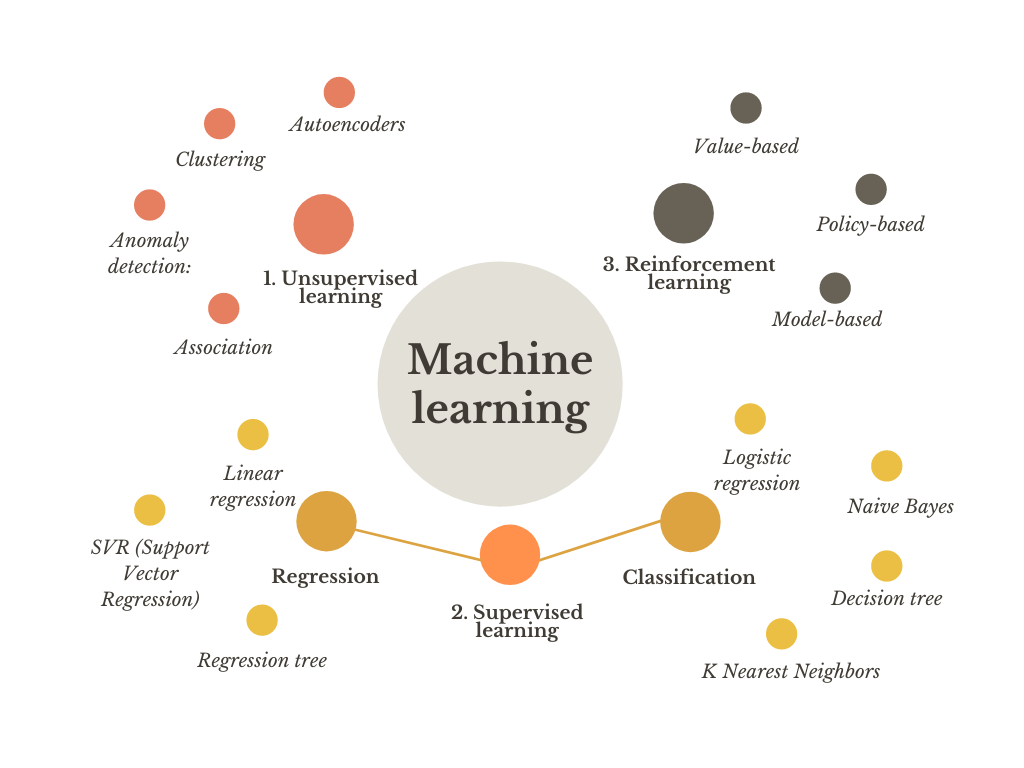 Autoencoders
Clustering
Anomaly
detection:
1. Unsupervised
learning
Association
Value-based
Policy-based
3. Reinforcement
learning
Model-based
Machine
learning
Linear
regression
SVR (Support
Vector
Regression)
Regression
Regression tree
2. Supervised
learning
Logistic
regression
Naive Bayes
Classification
Decision tree
K Nearest Neighbors